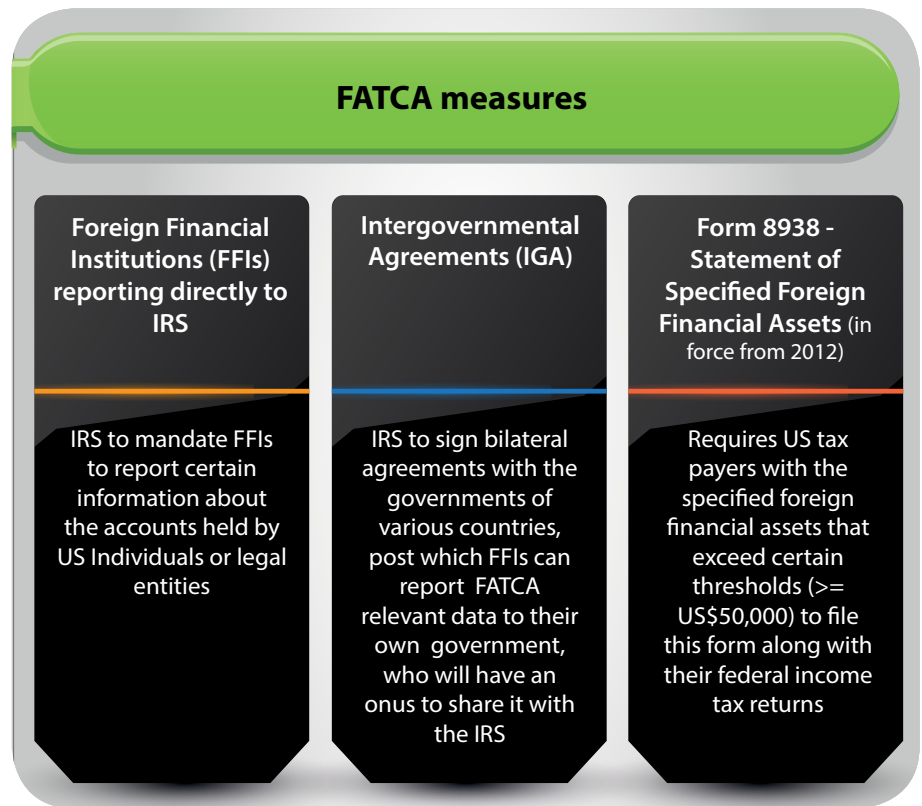 FATCA measures
Foreign Financial
Institutions (FFIs)
reporting directly to
IRS
IRS to mandate FFIs
to report certain
information about
the accounts held by
US Individuals or legal
entities
Intergovernmental
Agreements (IGA)
IRS to sign bilateral
agreements with the
governments of
various countries,
post which FFIs can
report FATCA
relevant data to their
own government,
who will have an
onus to share it with
the IRS
Form 8938 -
Statement of
Specified Foreign
Financial Assets (in
force from 2012)
Requires US tax
payers with the
specified foreign
financial assets that
exceed certain
thresholds (>=
US$50,000) to file
this form along with
their federal income
tax returns